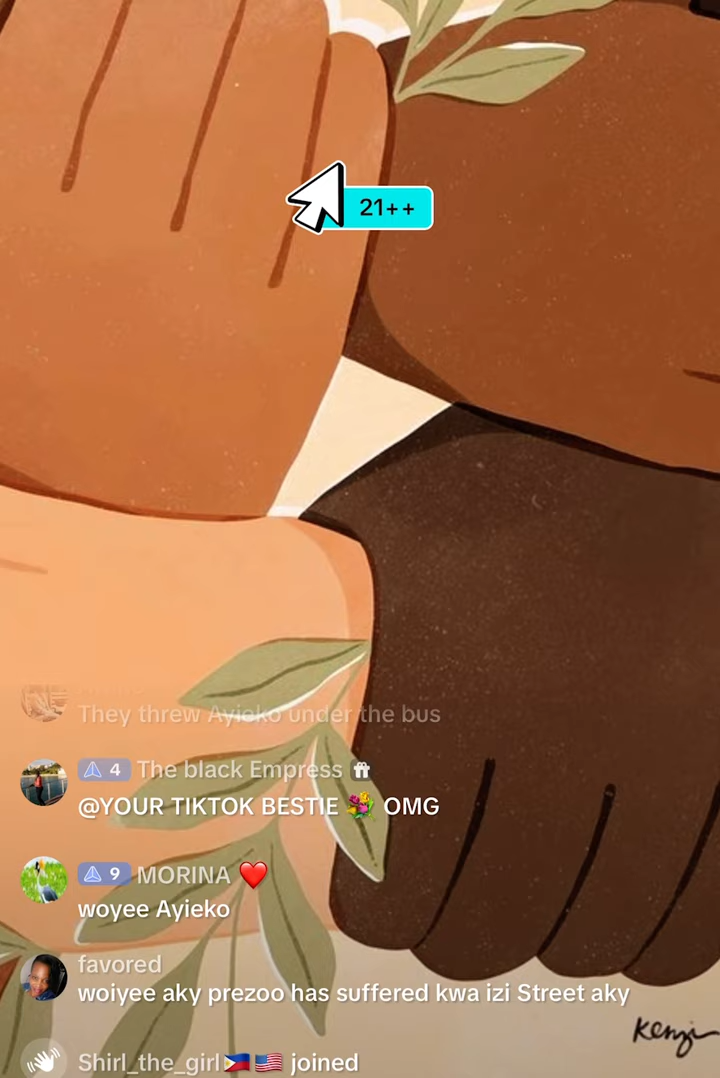 21++
They threw Ayieko under the bus
4 The black Empress
@YOUR TIKTOK BESTIE 💐 OMG
9 MORINA ❤️
woyee Ayieko
favored
woiyee aky prezoo has suffered kwa izi Street aky
Kenji
Shirl_the_girl🇵🇭🇺🇸 joined